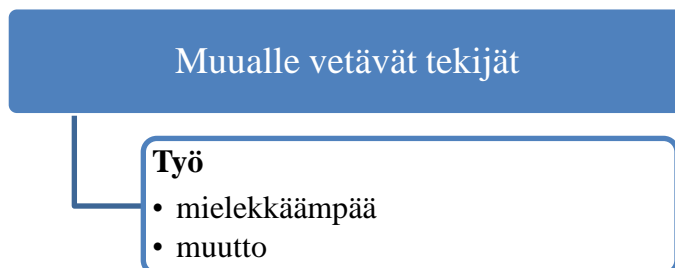 Muualle vetävät tekijät
Työ
• mielekkäämpää
• muutto